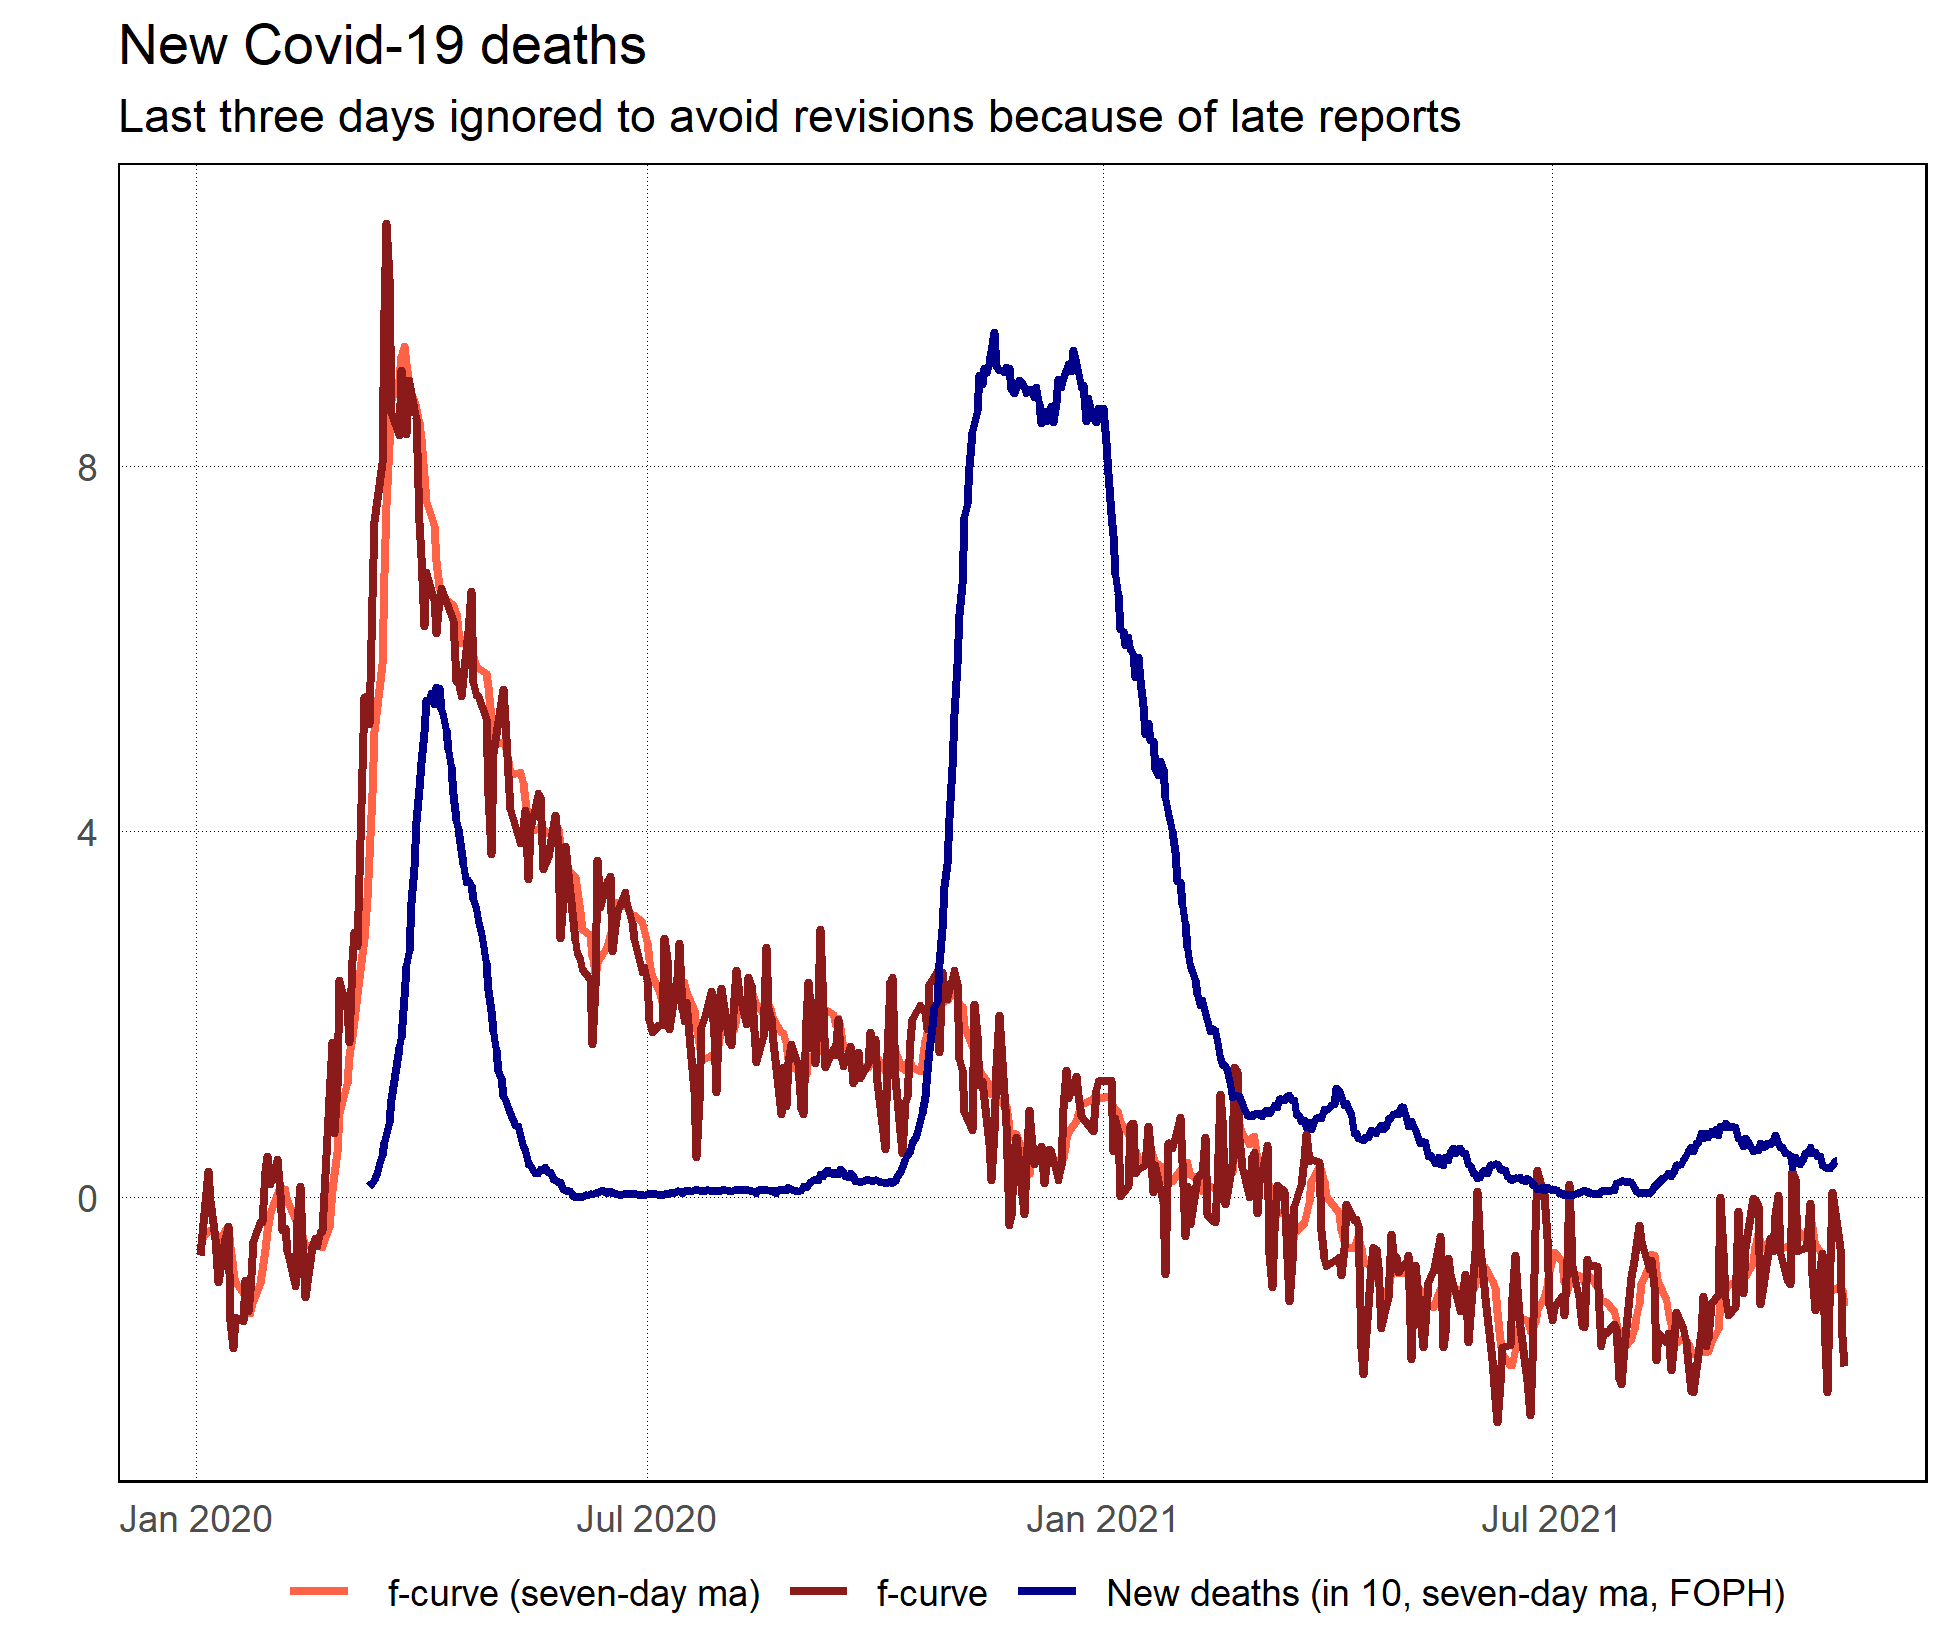 New Covid-19 deaths
Last three days ignored to avoid revisions because of late reports
8
4
0
Jan 2020 Jul 2020 Jan 2021 Jul 2021
f-curve (seven-day ma) f-curve New deaths (in 10, seven-day ma, FOPH)